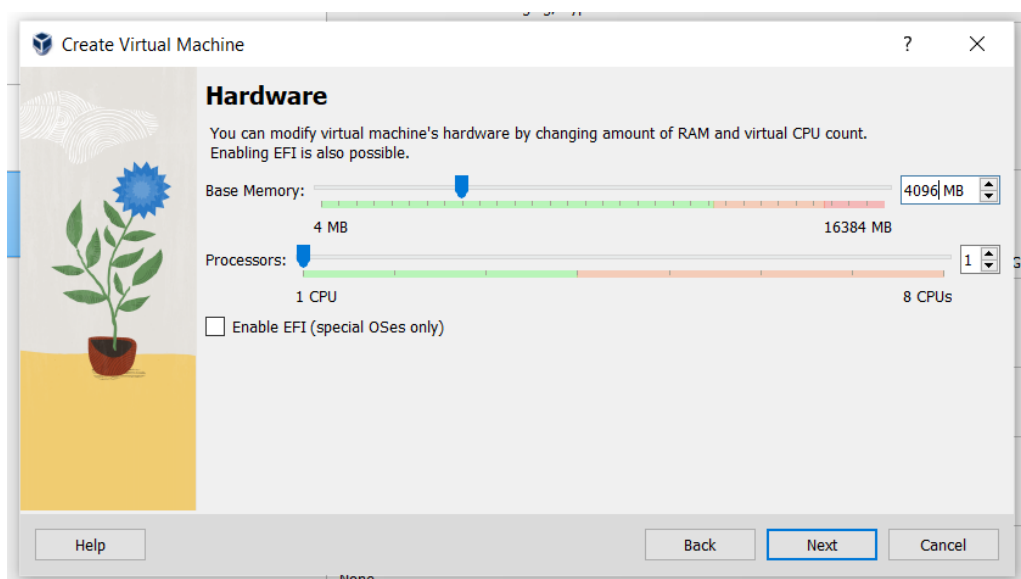 Create Virtual Machine
?
Hardware
You can modify virtual machine's hardware by changing amount of RAM and virtual CPU count.
Enabling EFI is also possible.
Base Memory:
4096 MB
4 MB
16384 MB
Processors:
1
1 CPU
8 CPUs
Enable EFI (special OSes only)
Help
Back
Next
Cancel
None